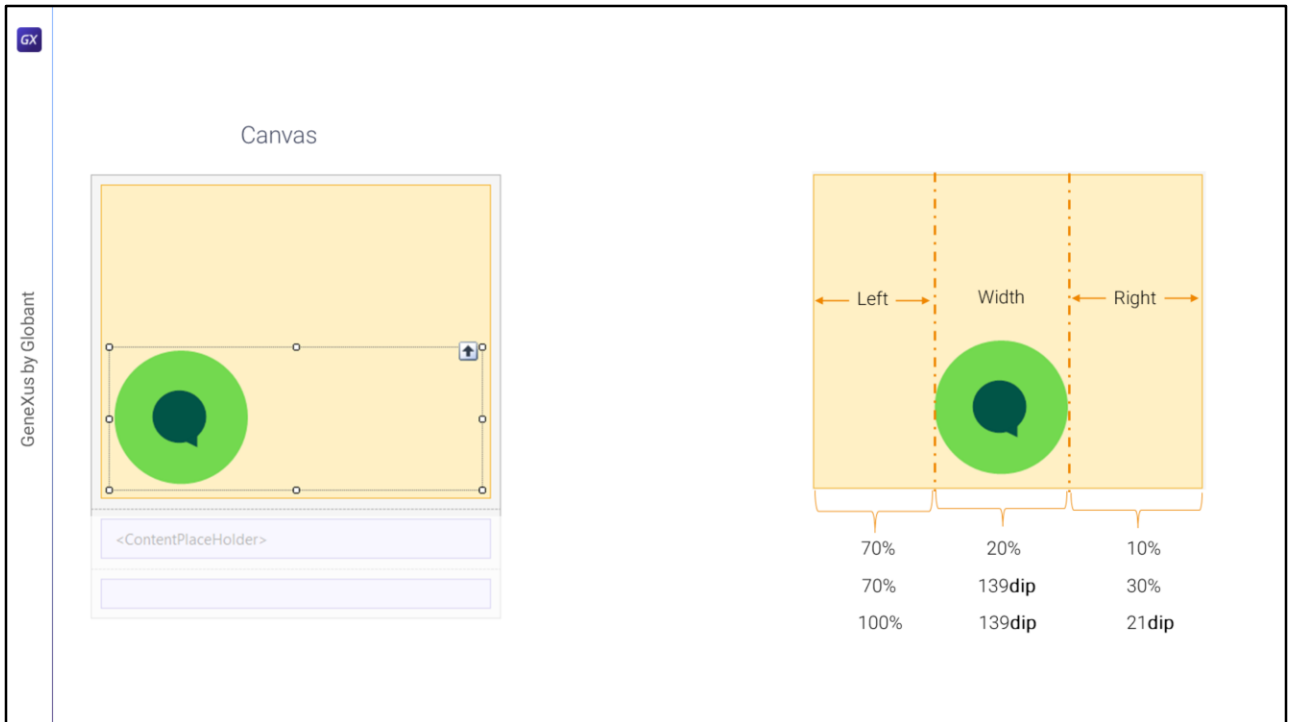 GX
GeneXus by Globant
Canvas
<ContentPlaceHolder>
Left
Width
Right
70%
20%
10%
70%
139dip
30%
100%
139dip
21dip